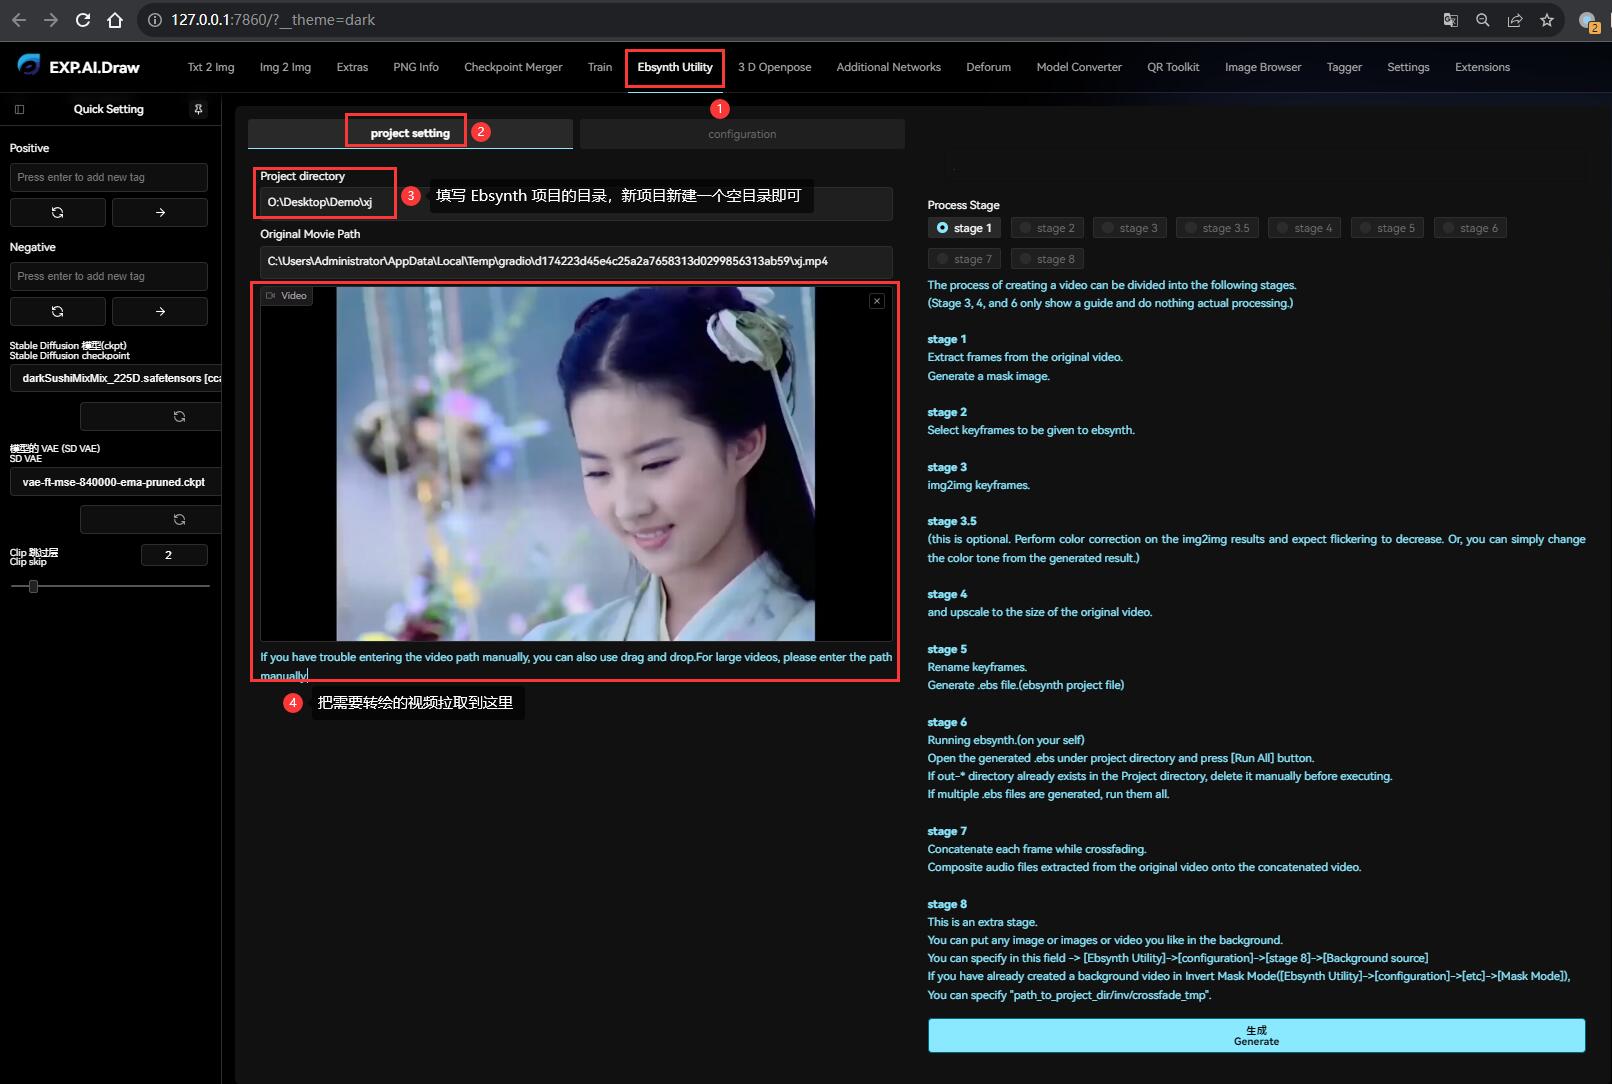 127.0.0.1:7860/?__theme=dark
2
EXP.AI.Draw
Txt 2 Img
Img 2 Img
Extras
PNG Info
Checkpoint Merger
Train
Ebsynth Utility
3 D Openpose
Additional Networks
Deforum
Model Converter
QR Toolkit
Image Browser
Tagger
Settings
Extensions
Quick Setting
Positive
Press enter to add new tag
Negative
Press enter to add new tag
Stable Diffusion 模型(ckpt)
Stable Diffusion checkpoint
darkSushiMixMix_225D.safetensors [cca
模型的 VAE (SD VAE)
SD VAE
vae-ft-mse-840000-ema-pruned.ckpt
Clip 跳过层
Clip skip
2
1
project setting
2
configuration
Project directory
O:\Desktop\Demo\xj
3
填写 Ebsynth 项目的目录，新项目新建一个空目录即可
Original Movie Path
C:\Users\Administrator\AppData\Local\Temp\gradio\d174223d45e4c25a2a7658313d0299856313ab59\xj.mp4
Video
If you have trouble entering the video path manually, you can also use drag and drop.For large videos, please enter the path
manually.
4
把需要转绘的视频拉取到这里
Process Stage
stage 1
stage 2
stage 3
stage 3.5
stage 4
stage 5
stage 6
stage 7
stage 8
The process of creating a video can be divided into the following stages.
(Stage 3, 4, and 6 only show a guide and do nothing actual processing.)
stage 1
Extract frames from the original video.
Generate a mask image.
stage 2
Select keyframes to be given to ebsynth.
stage 3
img2img keyframes.
stage 3.5
(this is optional. Perform color correction on the img2img results and expect flickering to decrease. Or, you can simply change
the color tone from the generated result.)
stage 4
and upscale to the size of the original video.
stage 5
Rename keyframes.
Generate .ebs file.(ebsynth project file)
stage 6
Running ebsynth.(on your self)
Open the generated .ebs under project directory and press [Run All] button.
If out-* directory already exists in the Project directory, delete it manually before executing.
If multiple .ebs files are generated, run them all.
stage 7
Concatenate each frame while crossfading.
Composite audio files extracted from the original video onto the concatenated video.
stage 8
This is an extra stage.
You can put any image or images or video you like in the background.
You can specify in this field -> [Ebsynth Utility]->[configuration]->[stage 8]->[Background source]
If you have already created a background video in Invert Mask Mode([Ebsynth Utility]->[configuration]->[etc]->[Mask Mode]),
You can specify "path_to_project_dir/inv/crossfade_tmp".
生成
Generate